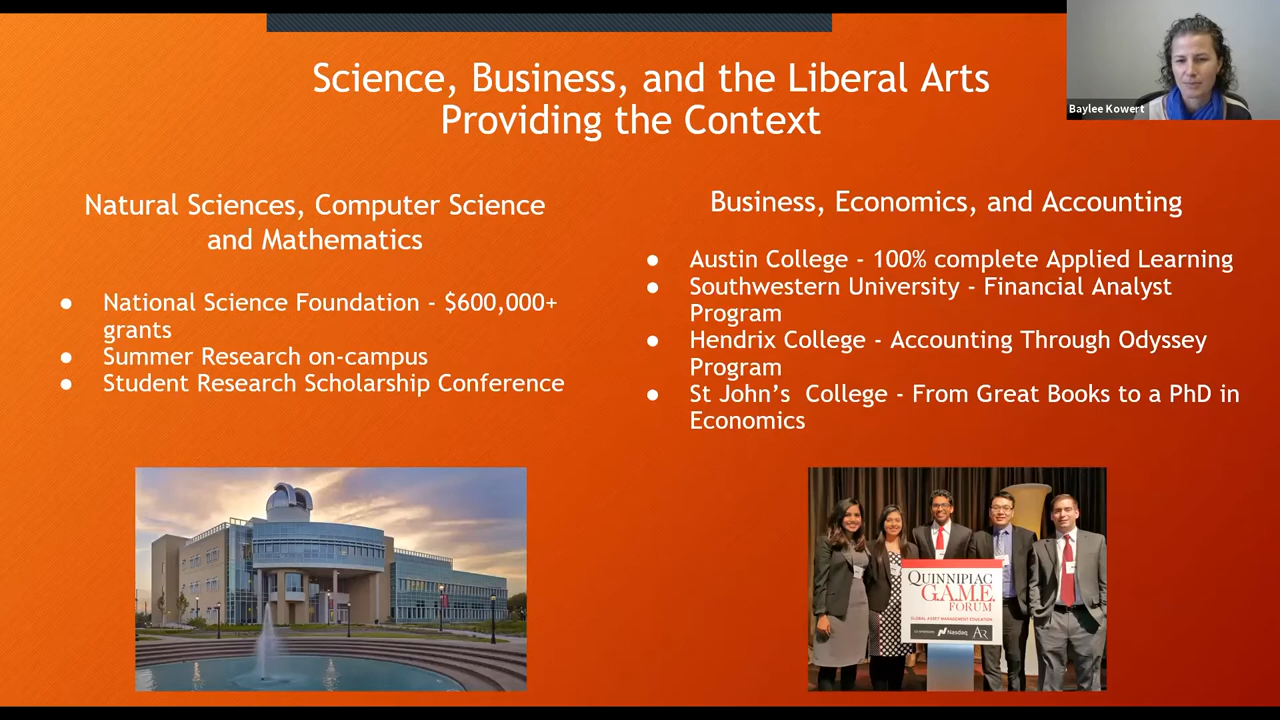 Science, Business, and the Liberal Arts
Providing the Context
Baylee Kowert
Natural Sciences, Computer Science
and Mathematics
● National Science Foundation - $600,000+
grants
● Summer Research on-campus
● Student Research Scholarship Conference
Business, Economics, and Accounting
● Austin College - 100% complete Applied Learning
● Southwestern University - Financial Analyst
Program
● Hendrix College - Accounting Through Odyssey
Program
● St John’s  College - From Great Books to a PhD in
Economics
QUINNIPIAC
G.A.M.E.
FORUM
GLOBAL ASSET MANAGEMENT EDUCATION
Nasdaq